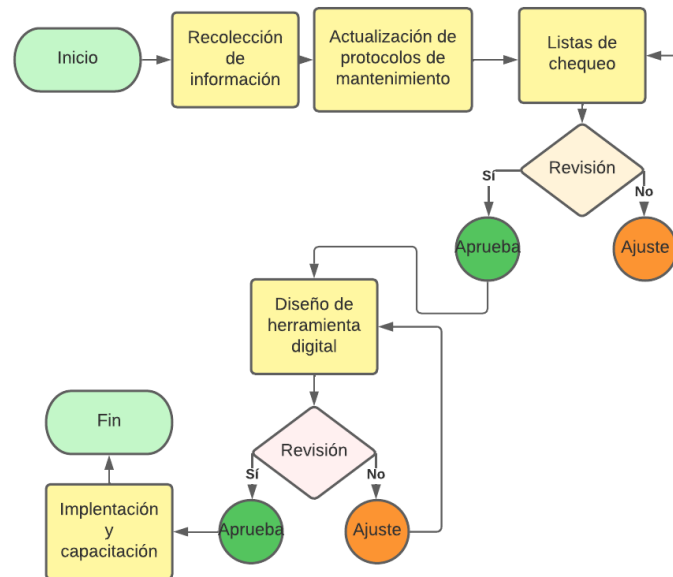 Inicio
Recolección
de
información
Actualización de
protocolos de
mantenimiento
Listas de
chequeo
Revisión
Sí
No
Aprueba
Ajuste
Diseño de
herramienta
digital
Revisión
Sí
No
Aprueba
Ajuste
Implentación
y
capacitación
Fin